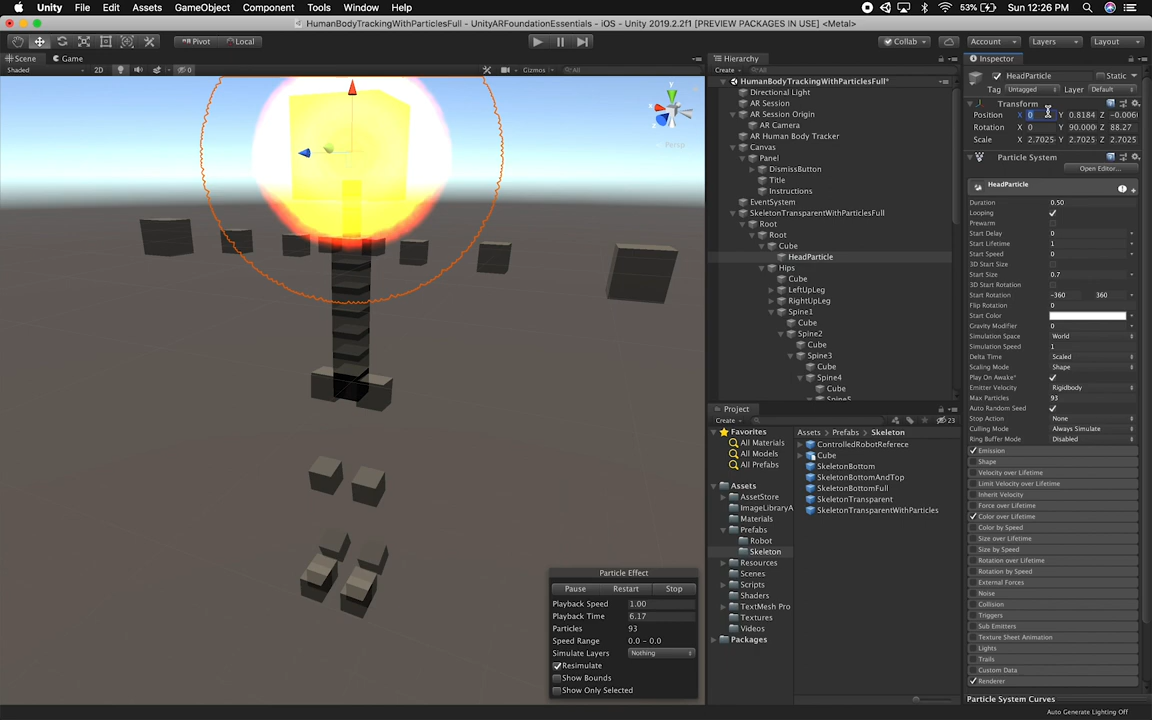 Unity File Edit Assets GameObject Component Tools Window Help
53% Sun 12:26 PM
HumanBodyTrackingWithParticlesFull - UnityARFoundationEssentials - iOS - Unity 2019.2.2f1 [PREVIEW PACKAGES IN USE] <Metal>
Pivot Local Collab Account Layers Layout
Scene Game
Shaded 2D 0 Gizmos All
y x z Persp
Hierarchy
Create All
HumanBodyTrackingWithParticlesFull*
Directional Light
AR Session
AR Session Origin
AR Camera
AR Human Body Tracker
Canvas
Panel
DismissButton
Title
Instructions
EventSystem
SkeletonTransparentWithParticlesFull
Root
Root
Cube
HeadParticle
Hips
Cube
LeftUpLeg
RightUpLeg
Spine1
Cube
Spine2
Cube
Spine3
Cube
Spine4
Cube
Spine5
Project
Create 23
Favorites
All Materials
All Models
All Prefabs
Assets
AssetStore
ImageLibraryA
Materials
Prefabs
Robot
Skeleton
Resources
Scenes
Scripts
Shaders
TextMesh Pro
Textures
Videos
Packages
Assets Prefabs Skeleton
ControlledRobotReferece
Cube
SkeletonBottom
SkeletonBottomAndTop
SkeletonBottomFull
SkeletonTransparent
SkeletonTransparentWithParticles
Particle Effect
Pause Restart Stop
Playback Speed 1.00
Playback Time 6.17
Particles 93
Speed Range 0.0 - 0.0
Simulate Layers Nothing
Resimulate
Show Bounds
Show Only Selected
Inspector
HeadParticle Static
Tag Untagged Layer Default
Transform
Position X 0 Y 0.8184 Z -0.006
Rotation X 0 Y 90.000 Z 88.27
Scale X 2.7025 Y 2.7025 Z 2.7025
Particle System
Open Editor...
HeadParticle
Duration 0.50
Looping
Prewarm
Start Delay 0
Start Lifetime 1
Start Speed 0
3D Start Size
Start Size 0.7
3D Start Rotation
Start Rotation -360 360
Flip Rotation 0
Start Color
Gravity Modifier 0
Simulation Space World
Simulation Speed 1
Delta Time Scaled
Scaling Mode Shape
Play On Awake*
Emitter Velocity Rigidbody
Max Particles 93
Auto Random Seed
Stop Action None
Culling Mode Always Simulate
Ring Buffer Mode Disabled
Emission
Shape
Velocity over Lifetime
Limit Velocity over Lifetime
Inherit Velocity
Force over Lifetime
Color over Lifetime
Color by Speed
Size over Lifetime
Size by Speed
Rotation over Lifetime
Rotation by Speed
External Forces
Noise
Collision
Triggers
Sub Emitters
Texture Sheet Animation
Lights
Trails
Custom Data
Renderer
Particle System Curves
Auto Generate Lighting Off